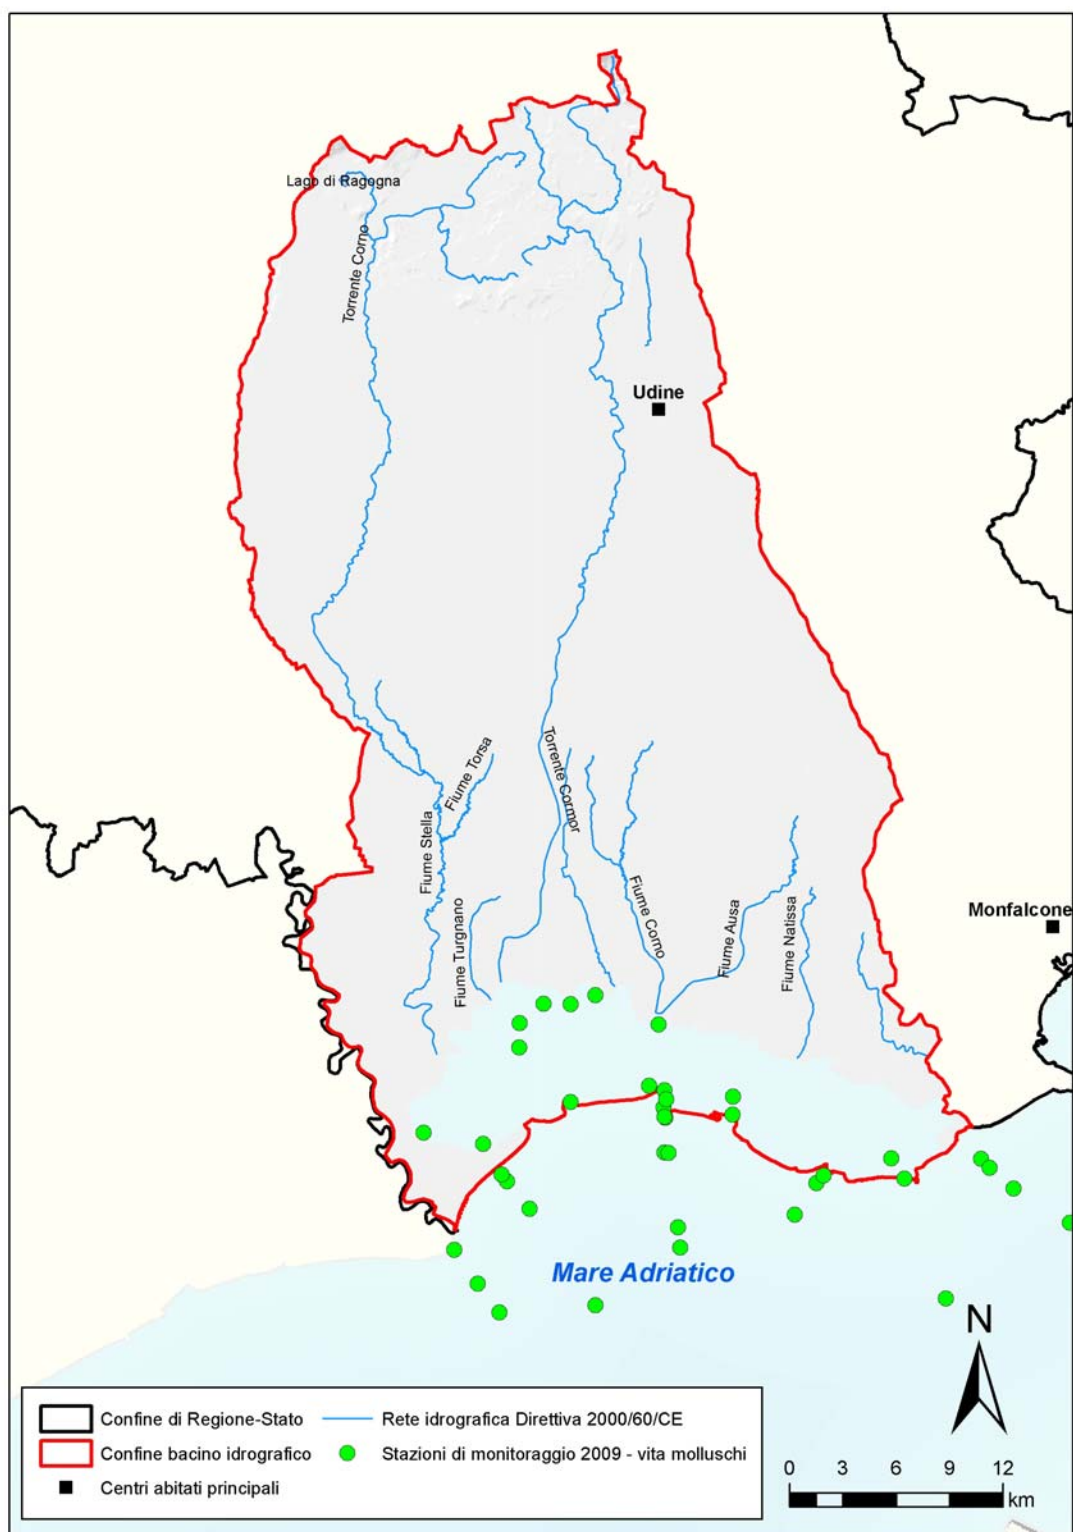 Lago di Ragogna
Torrente Corno
Udine
Fiume Torsa
Torrente Cormor
Fiume Stella
Fiume Turgnano
Fiume Corno
Fiume Ausa
Fiume Natissa
Monfalcone
Mare Adriatico
N
Confine di Regione-Stato
Rete idrografica Direttiva 2000/60/CE
Confine bacino idrografico
Stazioni di monitoraggio 2009 - vita molluschi
Centri abitati principali
0 3 6 9 12
km